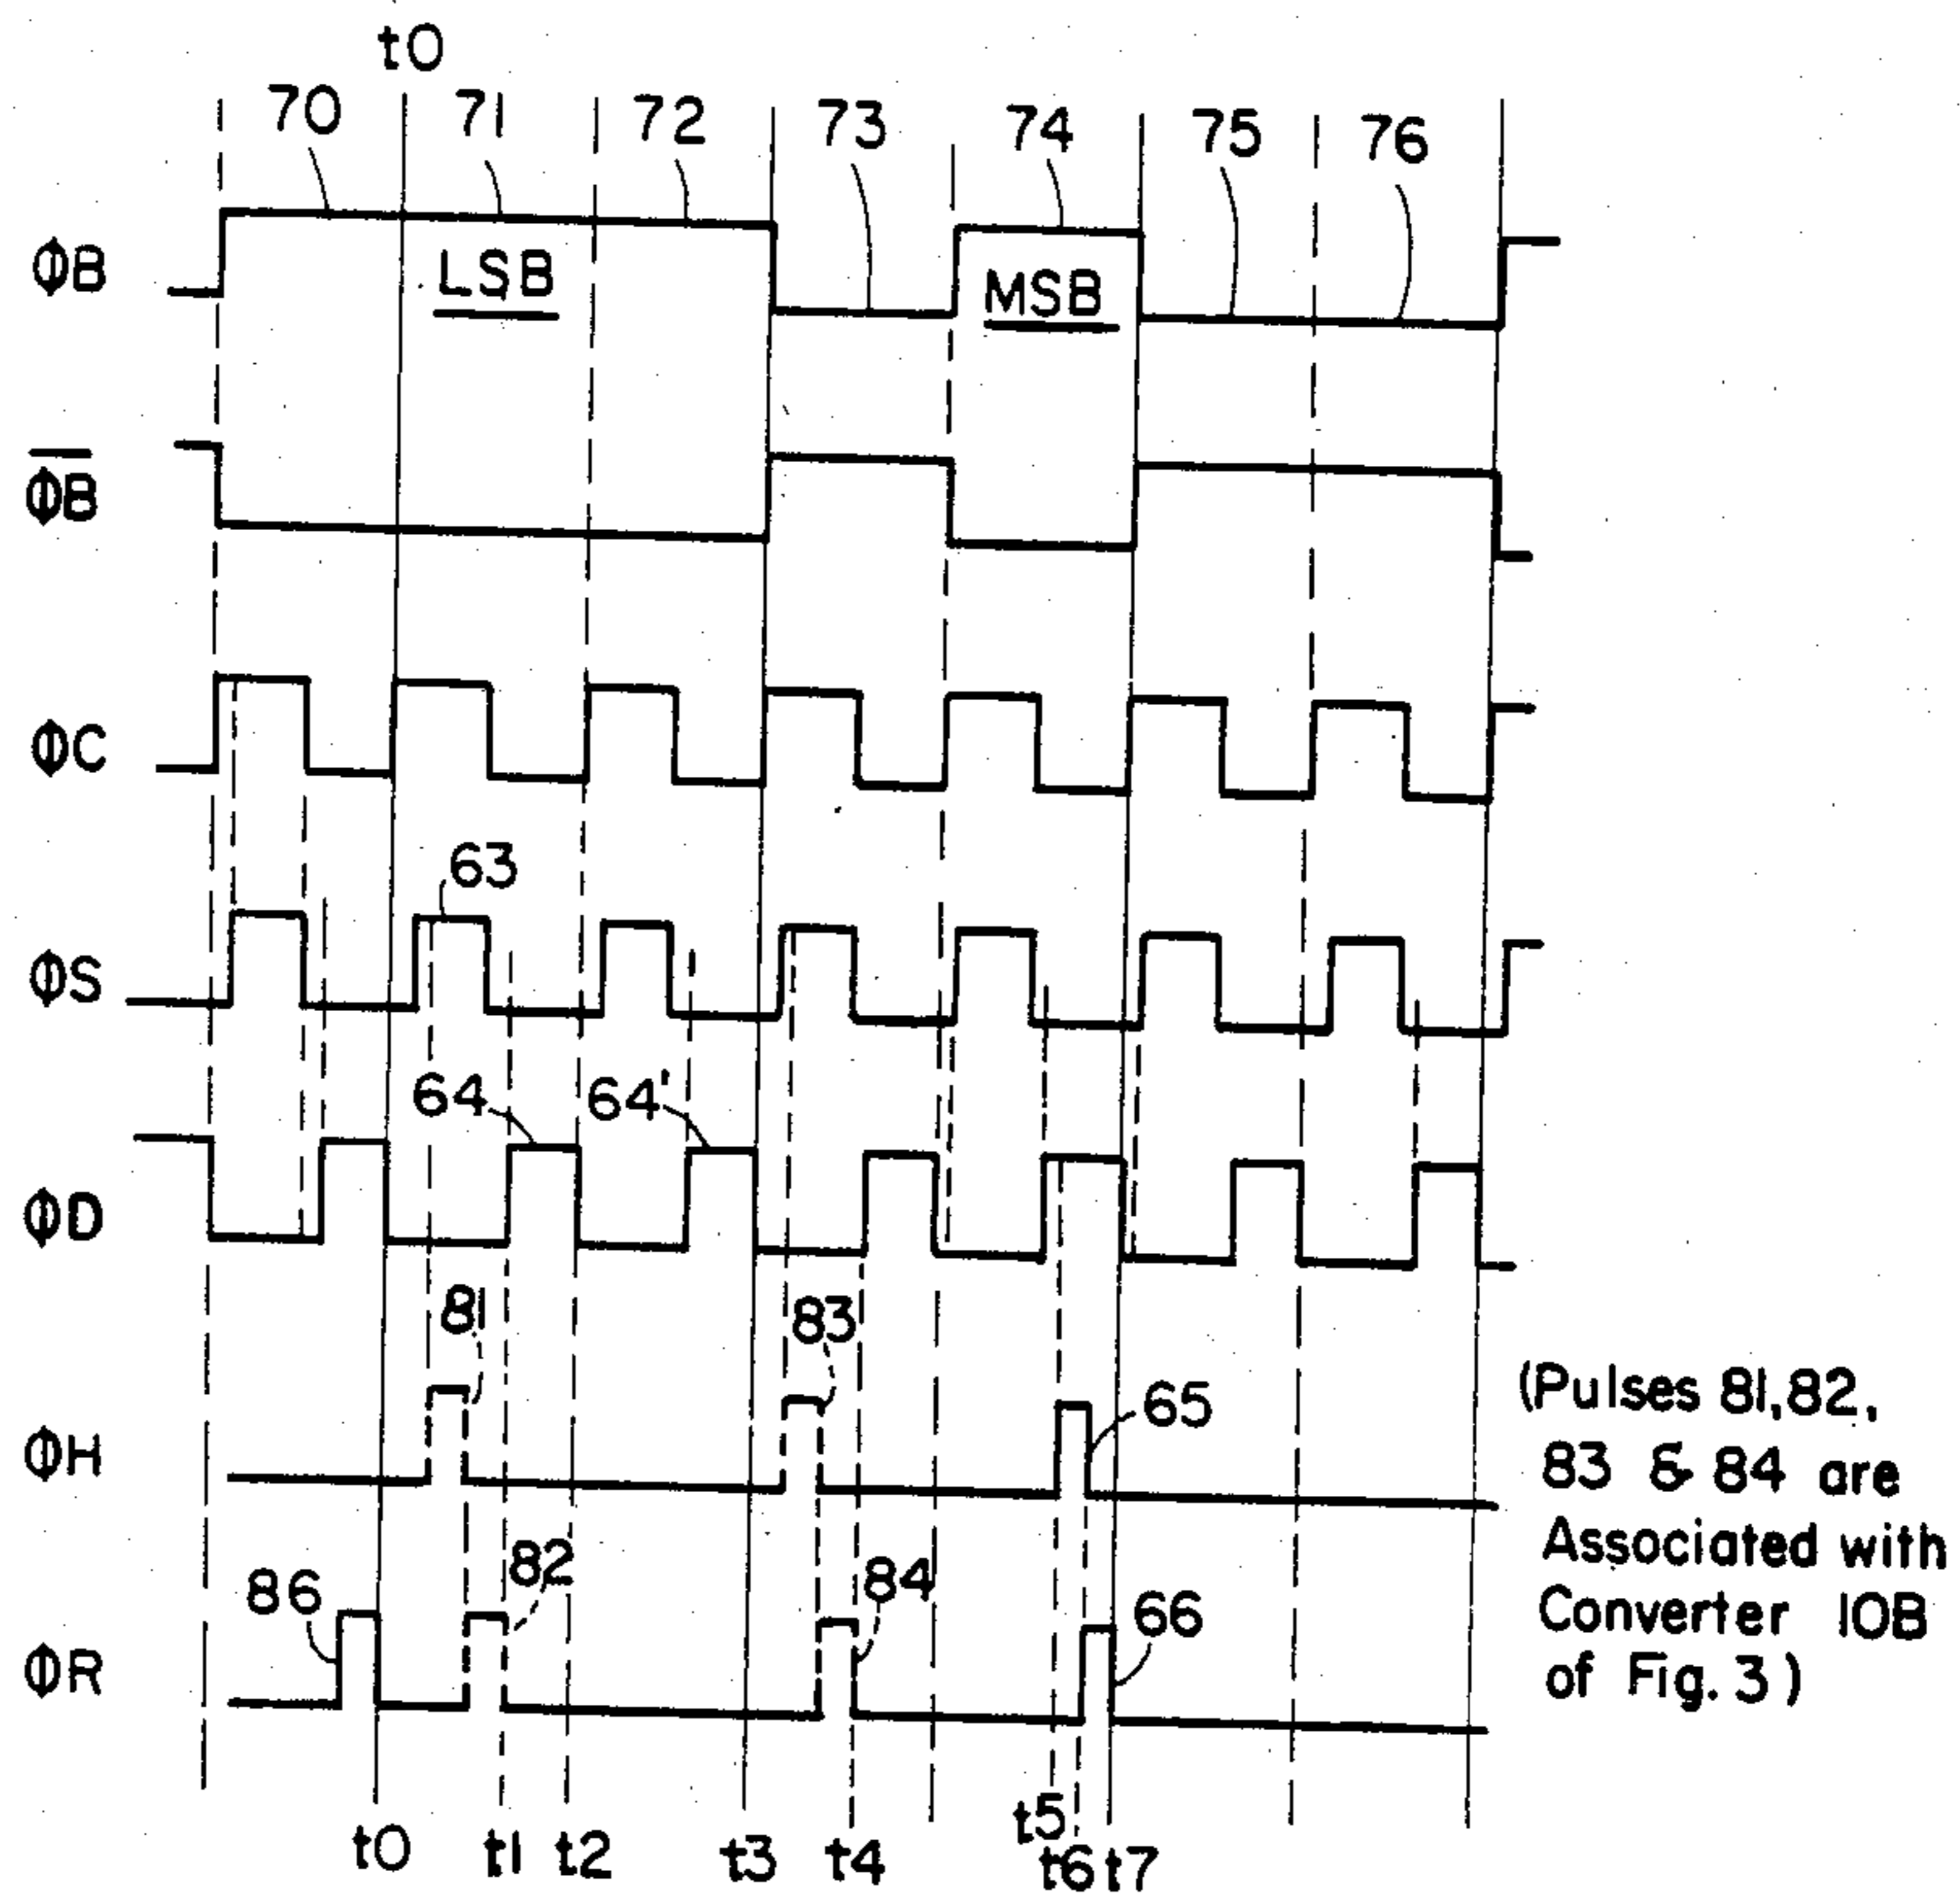 t0
70 71 72 73 74 75 76
ΦB LSB MSB
Φ̅B̅
ΦC
63
ΦS
64 64'
ΦD
81 83
65
ΦH
(Pulses 81, 82,
83 & 84 are
Associated with
Converter 10B
of Fig. 3)
86 82 84 66
ΦR
t0 t1 t2 t3 t4 t5 t6 t7